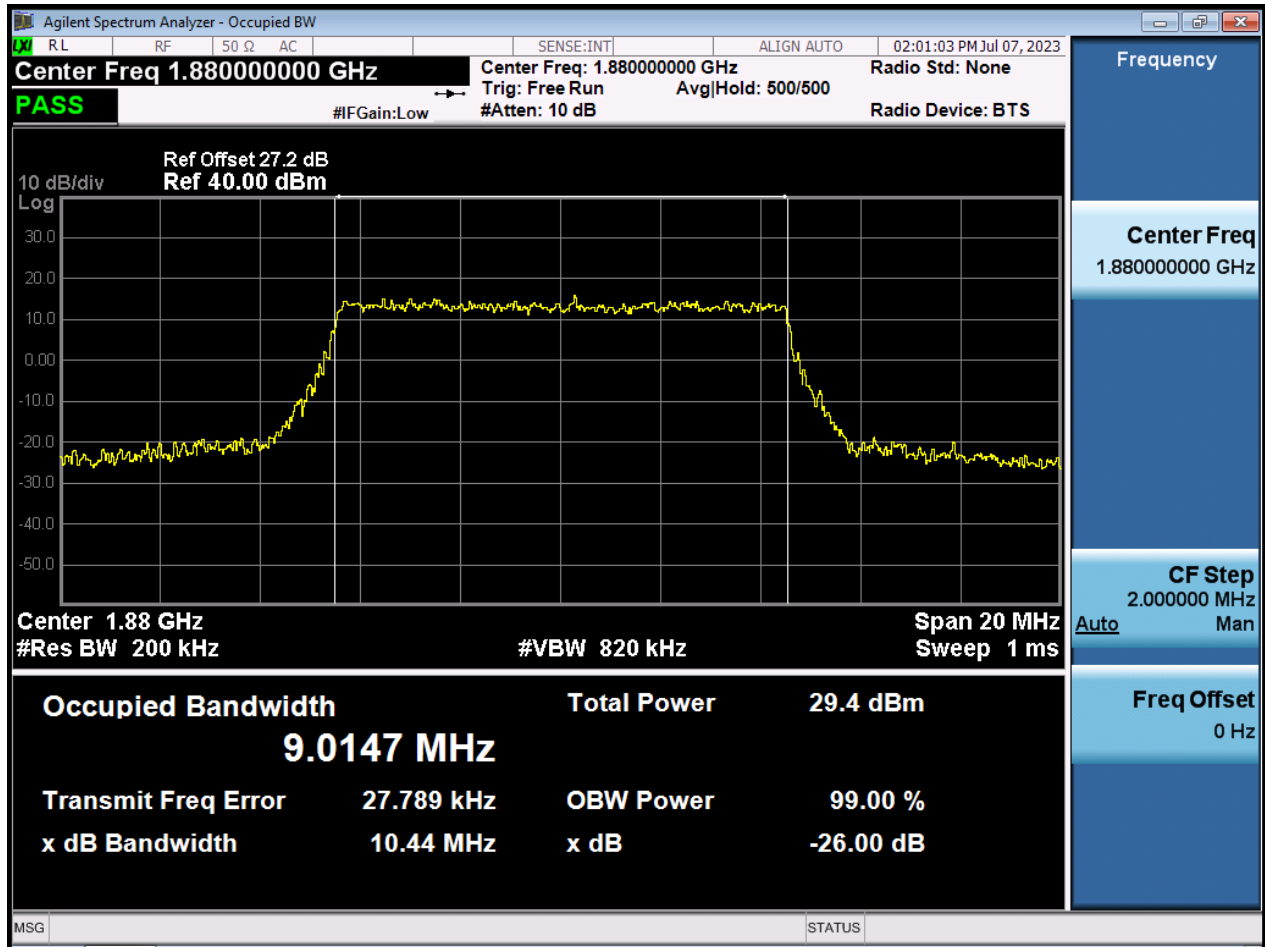 Agilent Spectrum Analyzer - Occupied BW
LXI RL RF 50 Ω AC SENSE:INT ALIGN AUTO 02:01:03 PM Jul 07, 2023
Center Freq 1.880000000 GHz
Center Freq: 1.880000000 GHz
Radio Std: None
Frequency
PASS
Trig: Free Run
Avg|Hold: 500/500
#IFGain:Low
#Atten: 10 dB
Radio Device: BTS
Ref Offset 27.2 dB
10 dB/div
Ref 40.00 dBm
Log
30.0
20.0
10.0
0.00
-10.0
-20.0
-30.0
-40.0
-50.0
Center 1.88 GHz
Span 20 MHz
#Res BW 200 kHz
#VBW 820 kHz
Sweep 1 ms
Occupied Bandwidth
9.0147 MHz
Total Power 29.4 dBm
Transmit Freq Error 27.789 kHz
OBW Power 99.00 %
x dB Bandwidth 10.44 MHz
x dB -26.00 dB
Center Freq
1.880000000 GHz
CF Step
2.000000 MHz
Auto Man
Freq Offset
0 Hz
MSG
STATUS